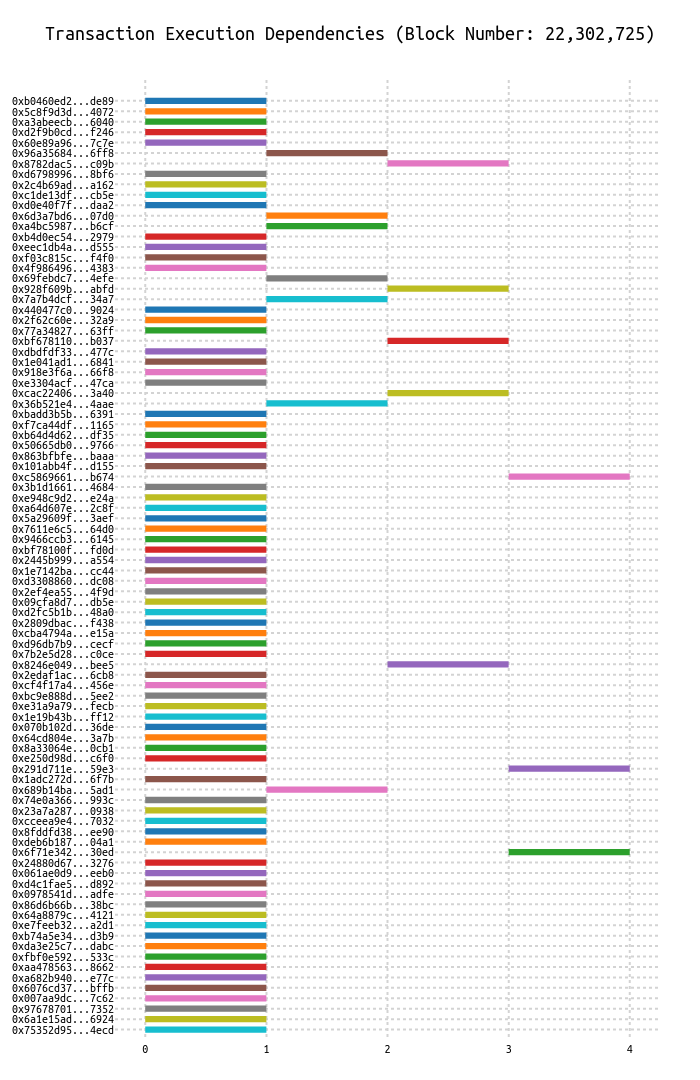 Transaction Execution Dependencies (Block Number: 22,302,725)
0xb0460ed2...de89
0x5c8f9d3d...4072
0xa3abeecb...6040
0xd2f9b0cd...f246
0x60e89a96...7c7e
0x96a35684...6ff8
0x8782dac5...c09b
0xd6798996...8bf6
0x2c4b69ad...a162
0xc1de13df...cb5e
0xd0e40f7f...daa2
0x6d3a7bd6...07d0
0xa4bc5987...b6cf
0xb4d0ec54...2979
0xeec1db4a...d555
0xf03c815c...f4f0
0x4f986496...4383
0x69febdc7...4efe
0x928f609b...abfd
0x7a7b4dcf...34a7
0x440477c0...9024
0x2f62c60e...32a9
0x77a34827...63ff
0xbf678110...b037
0xdbdfdf33...477c
0x1e041ad1...6841
0x918e3f6a...66f8
0xe3304acf...47ca
0xcac22406...3a40
0x36b521e4...4aae
0xbadd3b5b...6391
0xf7ca44df...1165
0xb64d4d62...df35
0x50665db0...9766
0x863bfbfe...baaa
0x101abb4f...d155
0xc5869661...b674
0x3b1d1661...4684
0xe948c9d2...e24a
0xa64d607e...2c8f
0x5a29609f...3aef
0x7611e6c5...64d0
0x9466ccb3...6145
0xbf78100f...fd0d
0x2445b999...a554
0x1e7142ba...cc44
0xd3308860...dc08
0x2ef4ea55...4f9d
0x09cfa8d7...db5e
0xd2fc5b1b...48a0
0x2809dbac...f438
0xcba4794a...e15a
0xd96db7b9...cecf
0x7b2e5d28...c0ce
0x8246e049...bee5
0x2edaf1ac...6cb8
0xcf4f17a4...456e
0xbc9e888d...5ee2
0xe31a9a79...fecb
0x1e19b43b...ff12
0x070b102d...36de
0x64cd804e...3a7b
0x8a33064e...0cb1
0xe250d98d...c6f0
0x291d711e...59e3
0x1adc272d...6f7b
0x689b14ba...5ad1
0x74e0a366...993c
0x23a7a287...0938
0xcceea9e4...7032
0x8fddfd38...ee90
0xdeb6b187...04a1
0x6f71e342...30ed
0x24880d67...3276
0x061ae0d9...eeb0
0xd4c1fae5...d892
0x0978541d...adfe
0x86d6b66b...38bc
0x64a8879c...4121
0xe7feeb32...a2d1
0xb74a5e34...d3b9
0xda3e25c7...dabc
0xfbf0e592...533c
0xaa478563...8662
0xa682b940...e77c
0x6076cd37...bffb
0x007aa9dc...7c62
0x97678701...7352
0x6a1e15ad...6924
0x75352d95...4ecd
0 1 2 3 4